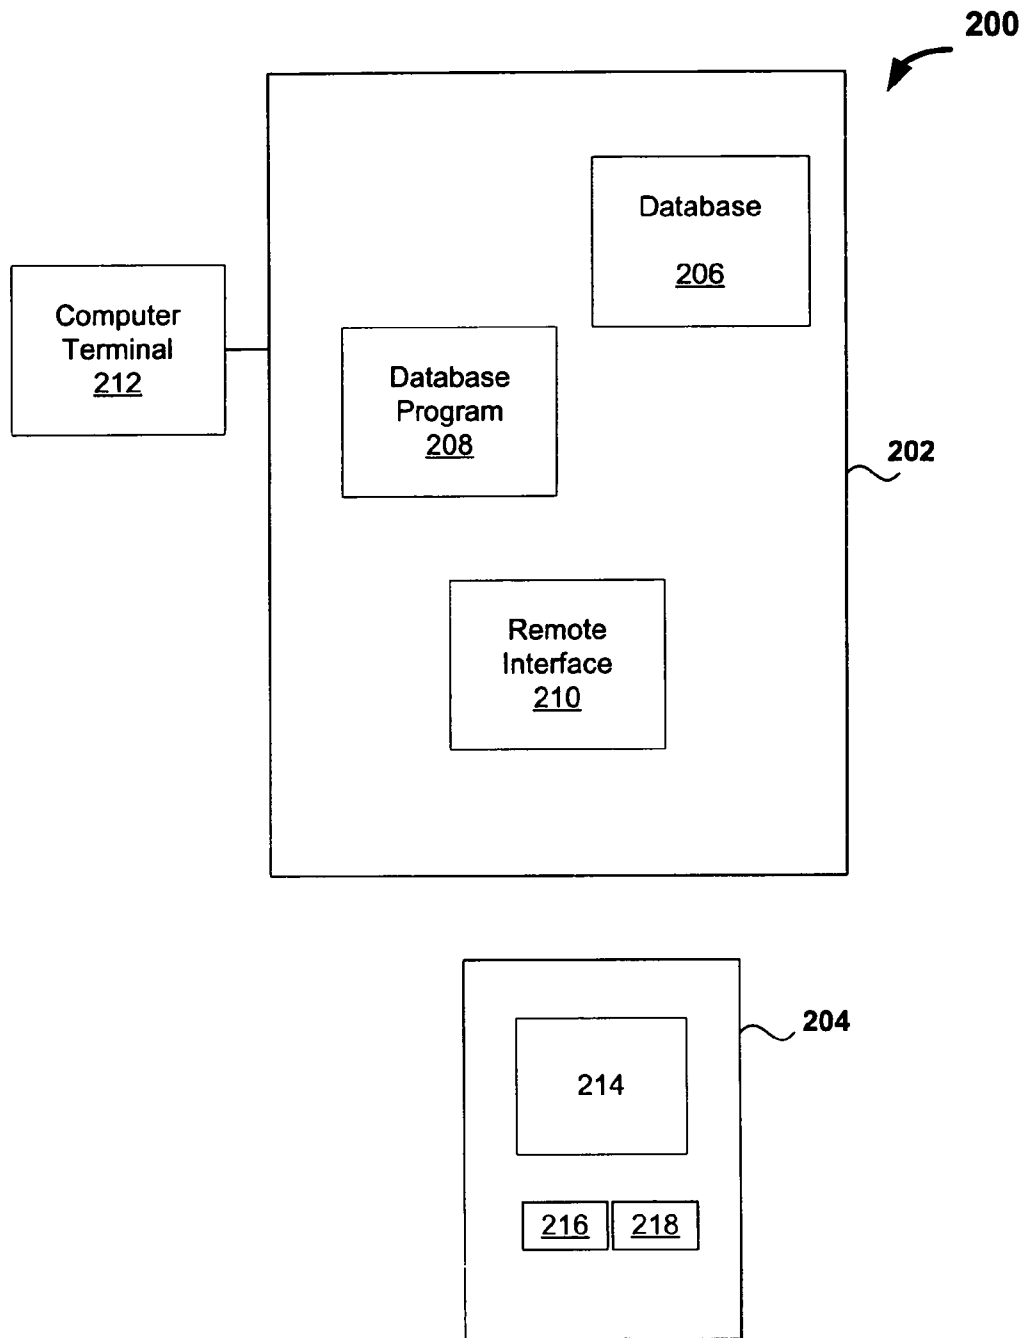 200
Database
206
Computer
Terminal
212
Database
Program
208
202
Remote
Interface
210
204
214
216 218